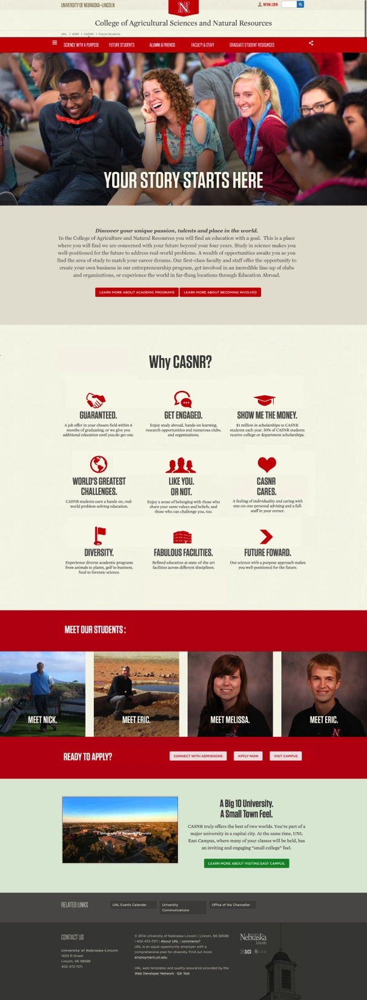 UNIVERSITY OF NEBRASKA–LINCOLN
N
MY.UNL LOGIN
College of Agricultural Sciences and Natural Resources
UNL > IANR > CASNR > Future Students
SCIENCE WITH A PURPOSE FUTURE STUDENTS ALUMNI & FRIENDS FACULTY & STAFF GRADUATE STUDENT RESOURCES
YOUR STORY STARTS HERE
Discover your unique passion, talents and place in the world.
In the College of Agriculture and Natural Resources you will find an education with a goal. This is a place
where you will find we are concerned with your future beyond your four years. Study in science makes you
well-positioned for the future to address real-world problems. A wealth of opportunities awaits you as you
find the area of study to match your career dreams. Our first-class faculty and staff offer the opportunity to
create your own business in our entrepreneurship program, get involved in an incredible line-up of clubs
and organizations, or experience the world in far-flung locations through Education Abroad.
LEARN MORE ABOUT ACADEMIC PROGRAMS LEARN MORE ABOUT BECOMING INVOLVED
Why CASNR?
GUARANTEED.
A job offer in your chosen field within 6
months of graduating, or we give you
additional education until you do get one.
GET ENGAGED.
Enjoy study abroad, hands-on learning,
research opportunities and numerous clubs,
and organizations.
SHOW ME THE MONEY.
$1 million in scholarships to CASNR
students each year. 50% of CASNR students
receive college or department scholarships.
WORLD'S GREATEST
CHALLENGES.
CASNR students earn a hands-on, real-
world problem-solving education.
LIKE YOU.
OR NOT.
Enjoy a sense of belonging with those who
share your same values and beliefs, and
those who can challenge you, too.
CASNR
CARES.
A feeling of individuality and caring with
one-on-one personal advising and a full-
staff in your corner.
DIVERSITY.
Experience diverse academic programs
from animals to plants, golf to business,
food to forensic science.
FABULOUS FACILITIES.
Refined education at state-of-the-art
facilities across different disciplines.
FUTURE FOWARD.
Our science with a purpose approach makes
you well-positioned for the future.
MEET OUR STUDENTS:
MEET NICK.
MEET ERIC.
MEET MELISSA.
MEET ERIC.
N
READY TO APPLY?
CONNECT WITH ADMISSIONS APPLY NOW VISIT CAMPUS
© University of Nebraska-Lincoln
A Big 10 University.
A Small Town Feel.
CASNR truly offers the best of two worlds. You're part of a
major university in a capital city. At the same time, UNL
East Campus, where many of your classes will be held, has
an inviting and engaging “small college” feel.
LEARN MORE ABOUT VISITING EAST CAMPUS.
RELATED LINKS
UNL Events Calendar
University
Communications
Office of the Chancellor
CONTACT US
University of Nebraska-Lincoln
1400 R Street
Lincoln, NE 68588
402-472-7211
© 2014 University of Nebraska-Lincoln | Lincoln, NE 68588
| 402-472-7211 | About UNL | comments?
UNL is an equal opportunity employer with a
comprehensive plan for diversity. Find out more:
employment.unl.edu
UNL web templates and quality assurance provided by the
Web Developer Network · QA Test
Nebraska
Lincoln
B1G CIC